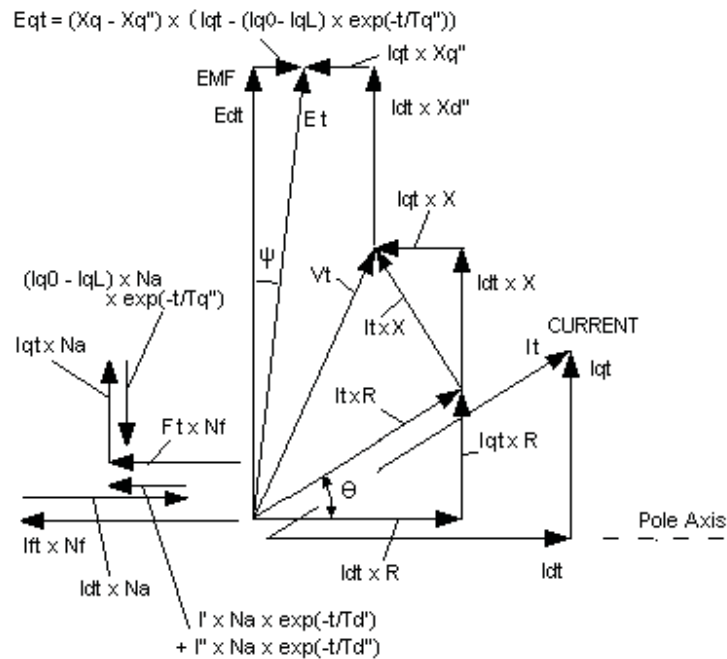 Eqt = (Xq - Xq") x ( Iqt - (Iq0- IqL) x exp(-t/Tq"))
Iqt x Xq"
EMF
Edt
Et
Idt x Xd"
Iqt x X
ψ
Vt
(Iq0 - IqL) x Na
x exp(-t/Tq")
Idt x X
It x X
CURRENT
Iqt x Na
It
Iqt
It x R
Ft x Nf
Iqt x R
θ
Pole Axis
Ift x Nf
Idt x R
Idt
Idt x Na
I' x Na x exp(-t/Td')
+ I" x Na x exp(-t/Td")